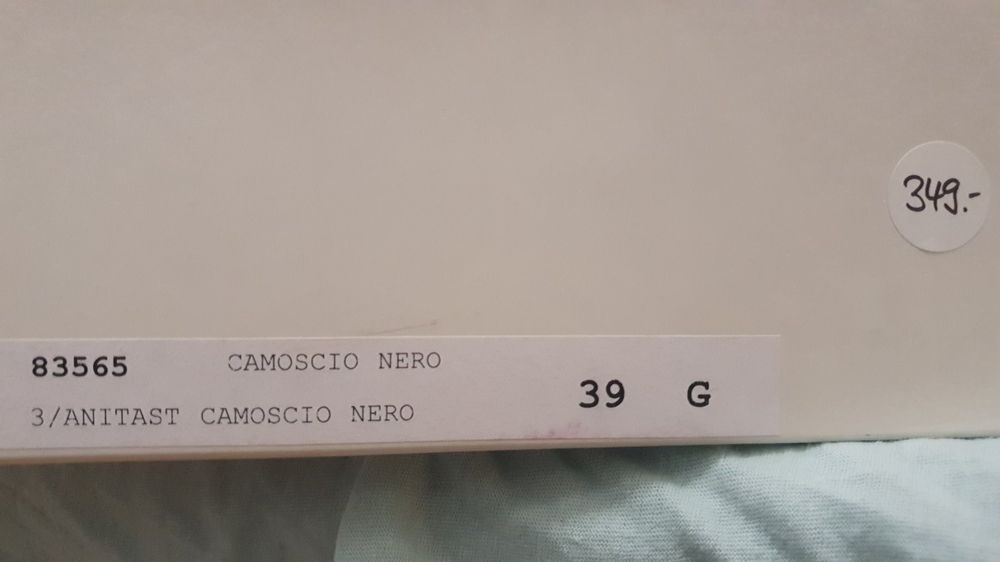 349.-
83565 CAMOSCIO NERO
3/ANITAST CAMOSCIO NERO
39 G